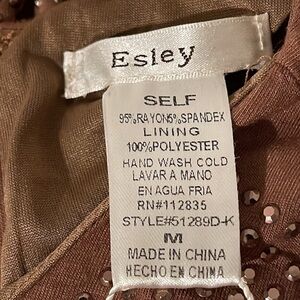 Esley
SELF
95%RAYON5%SPANDEX
LINING
100%POLYESTER
HAND WASH COLD
LAVAR A MANO
EN AGUA FRIA
RN#112835
STYLE#51289D-K
M
MADE IN CHINA
HECHO EN CHINA